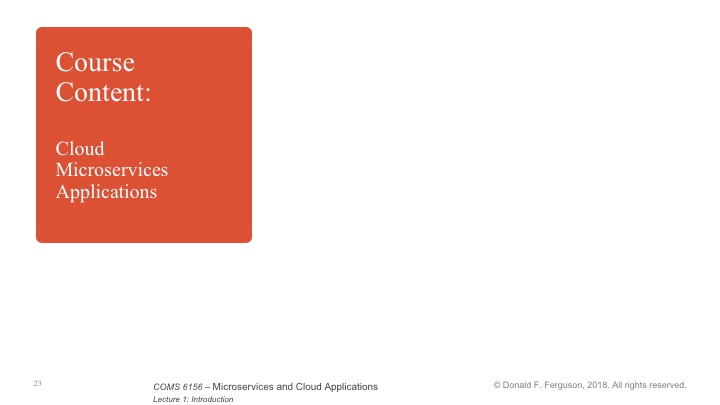 Course
Content:
Cloud
Microservices
Applications
23
COMS 6156 – Microservices and Cloud Applications
Lecture 1: Introduction
© Donald F. Ferguson, 2018. All rights reserved.